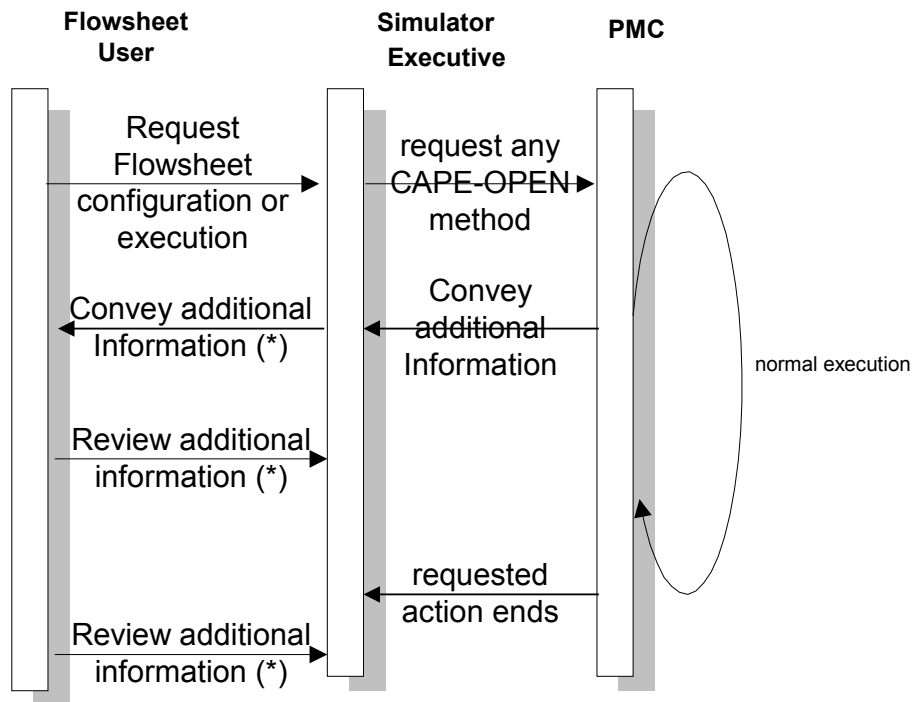 Flowsheet
User
Simulator
Executive
PMC
Request
Flowsheet
configuration or
execution
request any
CAPE-OPEN
method
Convey additional
Information (*)
Convey
additional
Information
normal execution
Review additional
information (*)
requested
action ends
Review additional
information (*)